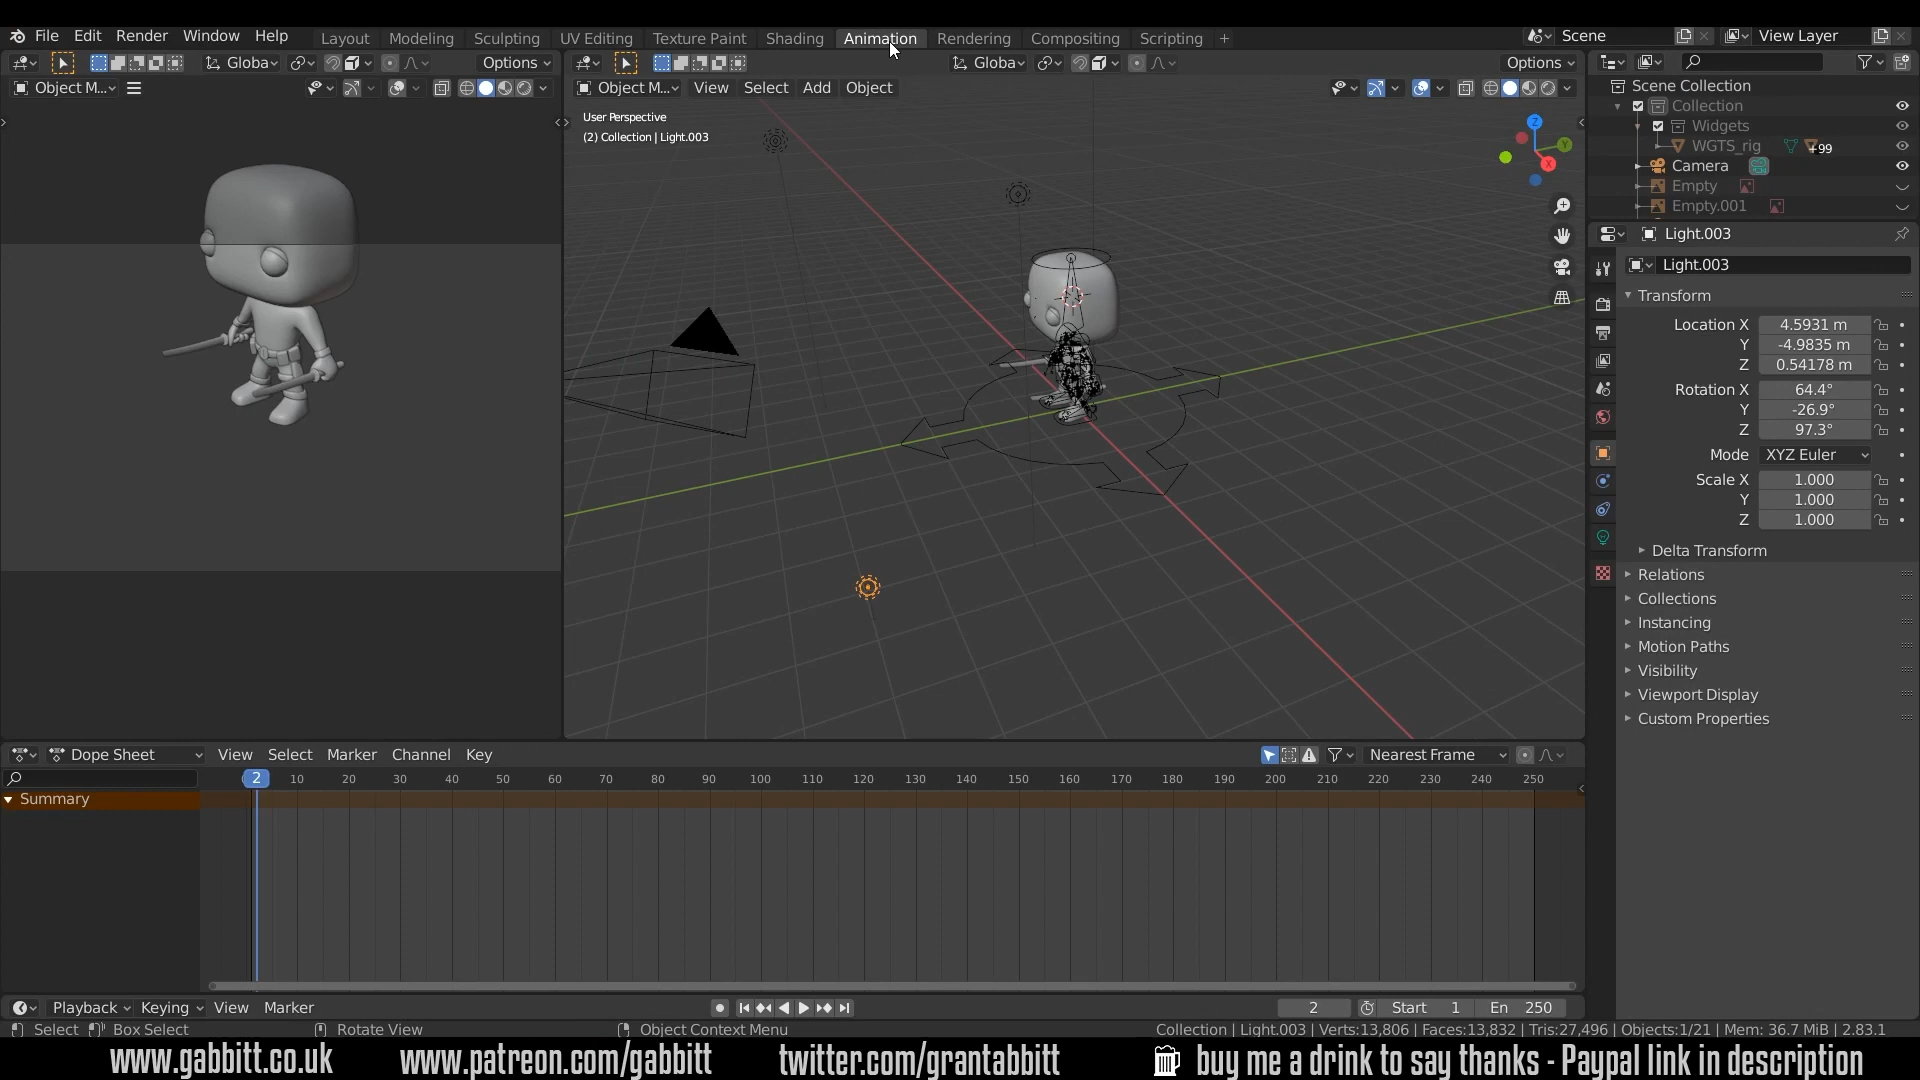 File Edit Render Window Help Layout Modeling Sculpting UV Editing Texture Paint Shading Animation Rendering Compositing Scripting + Scene View Layer
Globa Options Globa Options
Object M... Object M... View Select Add Object
User Perspective
(2) Collection | Light.003
Z
Y
X
Scene Collection
Collection
Widgets
WGTS_rig +99
Camera
Empty
Empty.001
Light.003
Light.003
Transform
Location X 4.5931 m
Y -4.9835 m
Z 0.54178 m
Rotation X 64.4°
Y -26.9°
Z 97.3°
Mode XYZ Euler
Scale X 1.000
Y 1.000
Z 1.000
Delta Transform
Relations
Collections
Instancing
Motion Paths
Visibility
Viewport Display
Custom Properties
Dope Sheet View Select Marker Channel Key Nearest Frame
2 10 20 30 40 50 60 70 80 90 100 110 120 130 140 150 160 170 180 190 200 210 220 230 240 250
Summary
Playback Keying View Marker 2 Start 1 En 250
Select Box Select Rotate View Object Context Menu Collection | Light.003 | Verts:13,806 | Faces:13,832 | Tris:27,496 | Objects:1/21 | Mem: 36.7 MiB | 2.83.1
www.gabbitt.co.uk www.patreon.com/gabbitt twitter.com/grantabbitt buy me a drink to say thanks - Paypal link in description